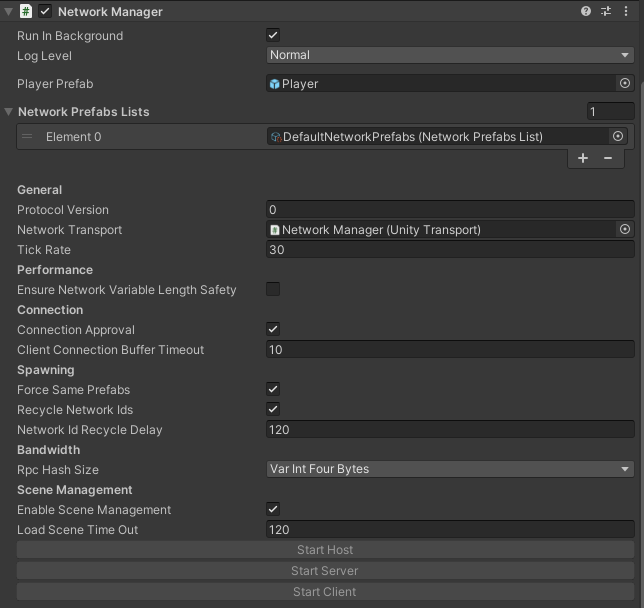 Network Manager
Run In Background
Log Level Normal
Player Prefab Player
Network Prefabs Lists 1
Element 0 DefaultNetworkPrefabs (Network Prefabs List)
General
Protocol Version 0
Network Transport Network Manager (Unity Transport)
Tick Rate 30
Performance
Ensure Network Variable Length Safety
Connection
Connection Approval
Client Connection Buffer Timeout 10
Spawning
Force Same Prefabs
Recycle Network Ids
Network Id Recycle Delay 120
Bandwidth
Rpc Hash Size Var Int Four Bytes
Scene Management
Enable Scene Management
Load Scene Time Out 120
Start Host
Start Server
Start Client